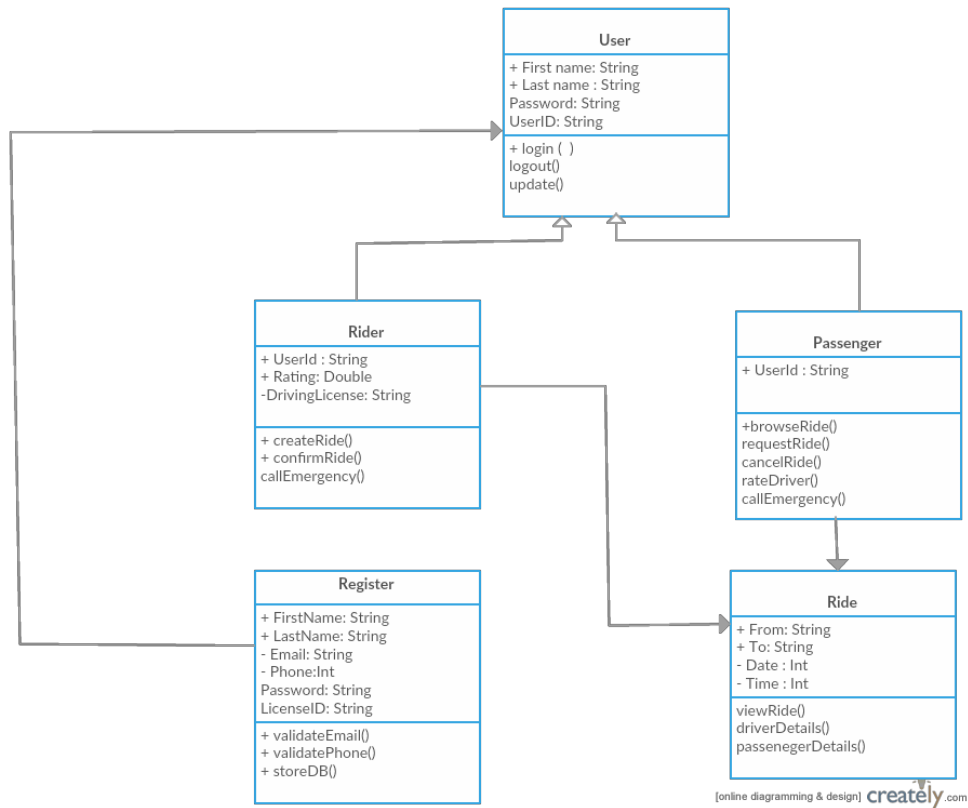 User
+ First name: String
+ Last name : String
Password: String
UserID: String
+ login (  )
logout()
update()
Rider
+ UserId : String
+ Rating: Double
-DrivingLicense: String
+ createRide()
+ confirmRide()
callEmergency()
Passenger
+ UserId : String
+browseRide()
requestRide()
cancelRide()
rateDriver()
callEmergency()
Register
+ FirstName: String
+ LastName: String
- Email: String
- Phone:Int
Password: String
LicenseID: String
+ validateEmail()
+ validatePhone()
+ storeDB()
Ride
+ From: String
+ To: String
- Date : Int
- Time : Int
viewRide()
driverDetails()
passenegerDetails()
[online diagramming & design] creately.com